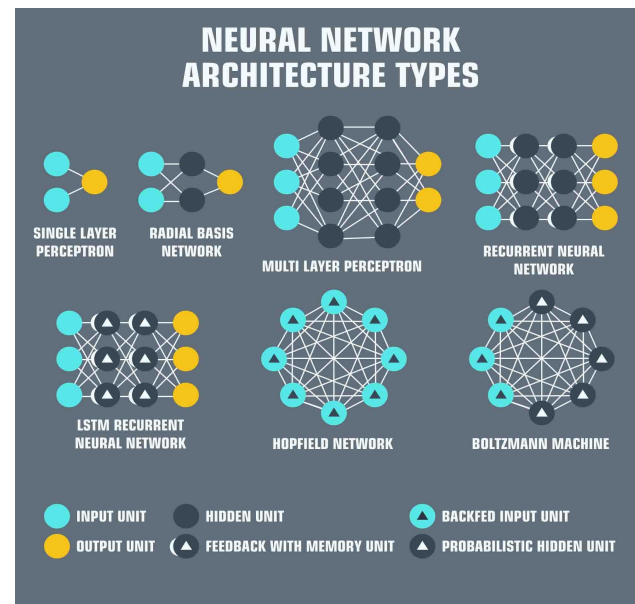 NEURAL NETWORK
ARCHITECTURE TYPES
SINGLE LAYER
PERCEPTRON
RADIAL BASIS
NETWORK
MULTI LAYER PERCEPTRON
RECURRENT NEURAL
NETWORK
LSTM RECURRENT
NEURAL NETWORK
HOPFIELD NETWORK
BOLTZMANN MACHINE
INPUT UNIT
HIDDEN UNIT
BACKFED INPUT UNIT
OUTPUT UNIT
FEEDBACK WITH MEMORY UNIT
PROBABILISTIC HIDDEN UNIT